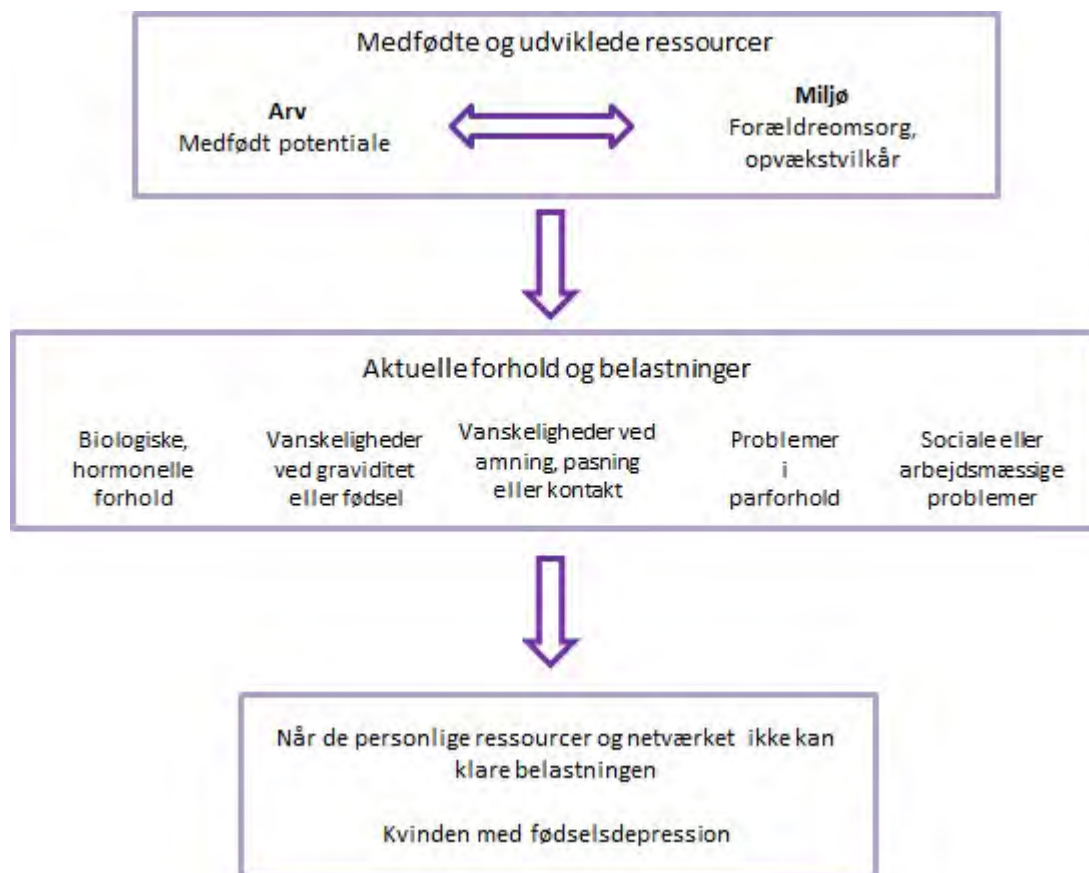 Medfødte og udviklede ressourcer
Arv
Medfødt potentiale
Miljø
Forældreomsorg,
opvækstvilkår
Aktuelle forhold og belastninger
Biologiske,
hormonelle
forhold
Vanskeligheder
ved graviditet
eller fødsel
Vanskeligheder ved
amning, pasning
eller kontakt
Problemer
i
parforhold
Sociale eller
arbejdsmæssige
problemer
Når de personlige ressourcer og netværket ikke kan
klare belastningen
Kvinden med fødselsdepression